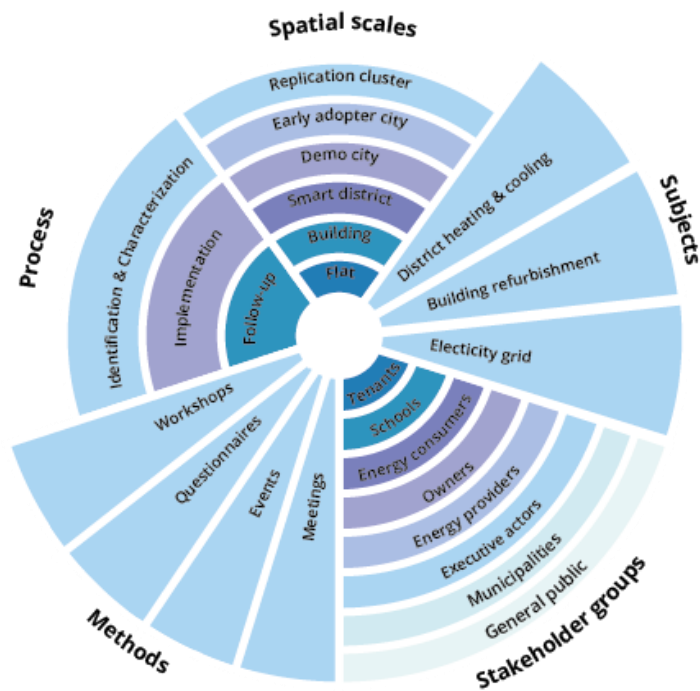 Spatial scales
Replication cluster
Early adopter city
Demo city
Smart district
Building
Flat
Subjects
District heating & cooling
Building refurbishment
Electicity grid
Stakeholder groups
Tenants
Schools
Energy consumers
Owners
Energy providers
Executive actors
Municipalities
General public
Methods
Meetings
Events
Questionnaires
Workshops
Process
Identification & Characterization
Implementation
Follow-up